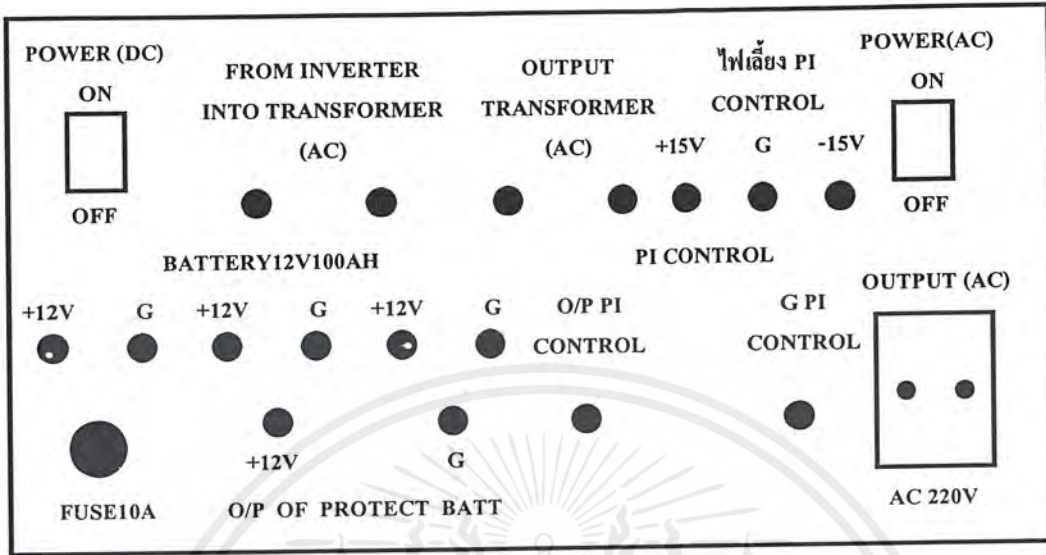 POWER (DC)
ON
OFF
FROM INVERTER
INTO TRANSFORMER
(AC)
OUTPUT
TRANSFORMER
(AC)
ไฟเลี้ยง PI
CONTROL
+15V G -15V
POWER(AC)
ON
OFF
BATTERY12V100AH
PI CONTROL
+12V G +12V G +12V G
O/P PI
CONTROL
G PI
CONTROL
OUTPUT (AC)
AC 220V
FUSE10A
+12V G
O/P OF PROTECT BATT